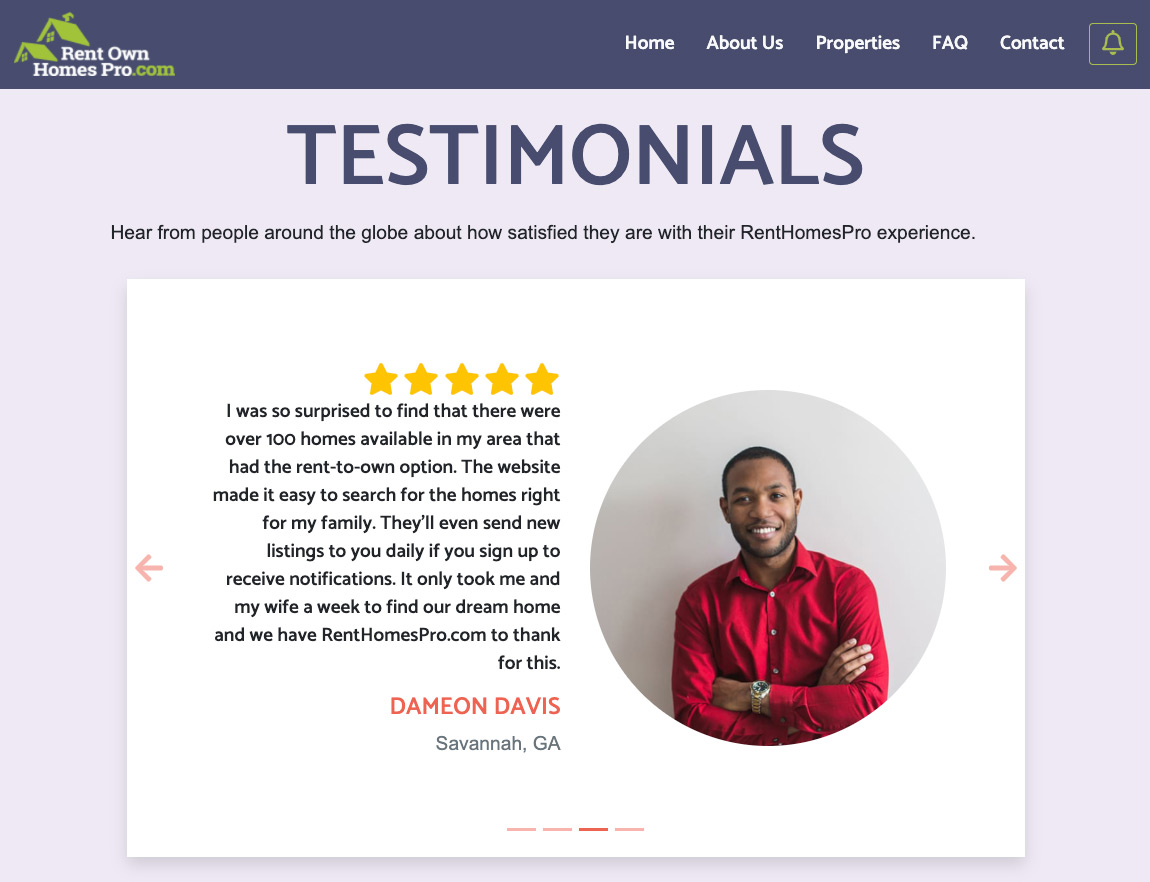 Rent Own
Homes Pro.com
Home About Us Properties FAQ Contact
TESTIMONIALS
Hear from people around the globe about how satisfied they are with their RentHomesPro experience.
I was so surprised to find that there were
over 100 homes available in my area that
had the rent-to-own option. The website
made it easy to search for the homes right
for my family. They'll even send new
listings to you daily if you sign up to
receive notifications. It only took me and
my wife a week to find our dream home
and we have RentHomesPro.com to thank
for this.
DAMEON DAVIS
Savannah, GA